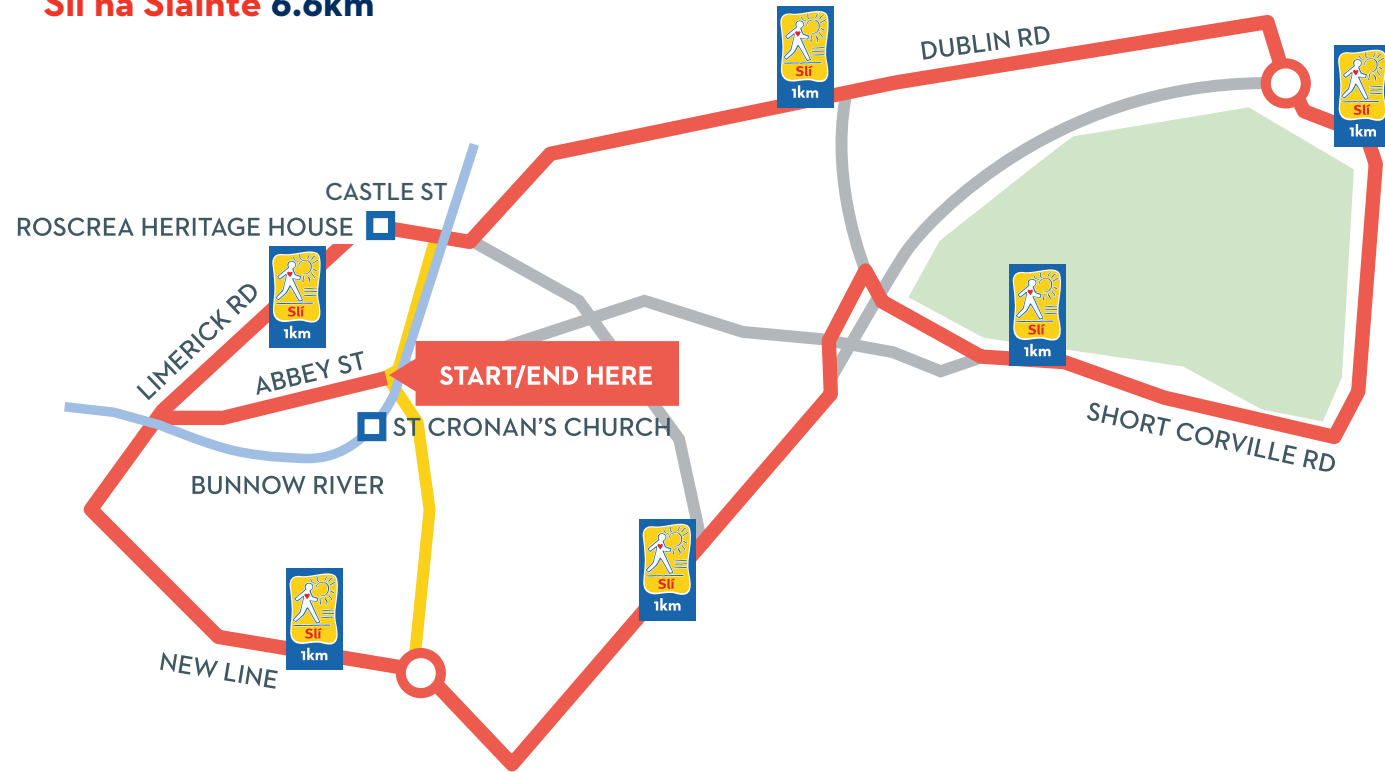 Slí na Sláinte 6.6km
Slí
1km
DUBLIN RD
Slí
1km
CASTLE ST
ROSCREA HERITAGE HOUSE
Slí
1km
LIMERICK RD
Slí
1km
ABBEY ST
START/END HERE
ST CRONAN'S CHURCH
SHORT CORVILLE RD
BUNNOW RIVER
Slí
1km
Slí
1km
NEW LINE